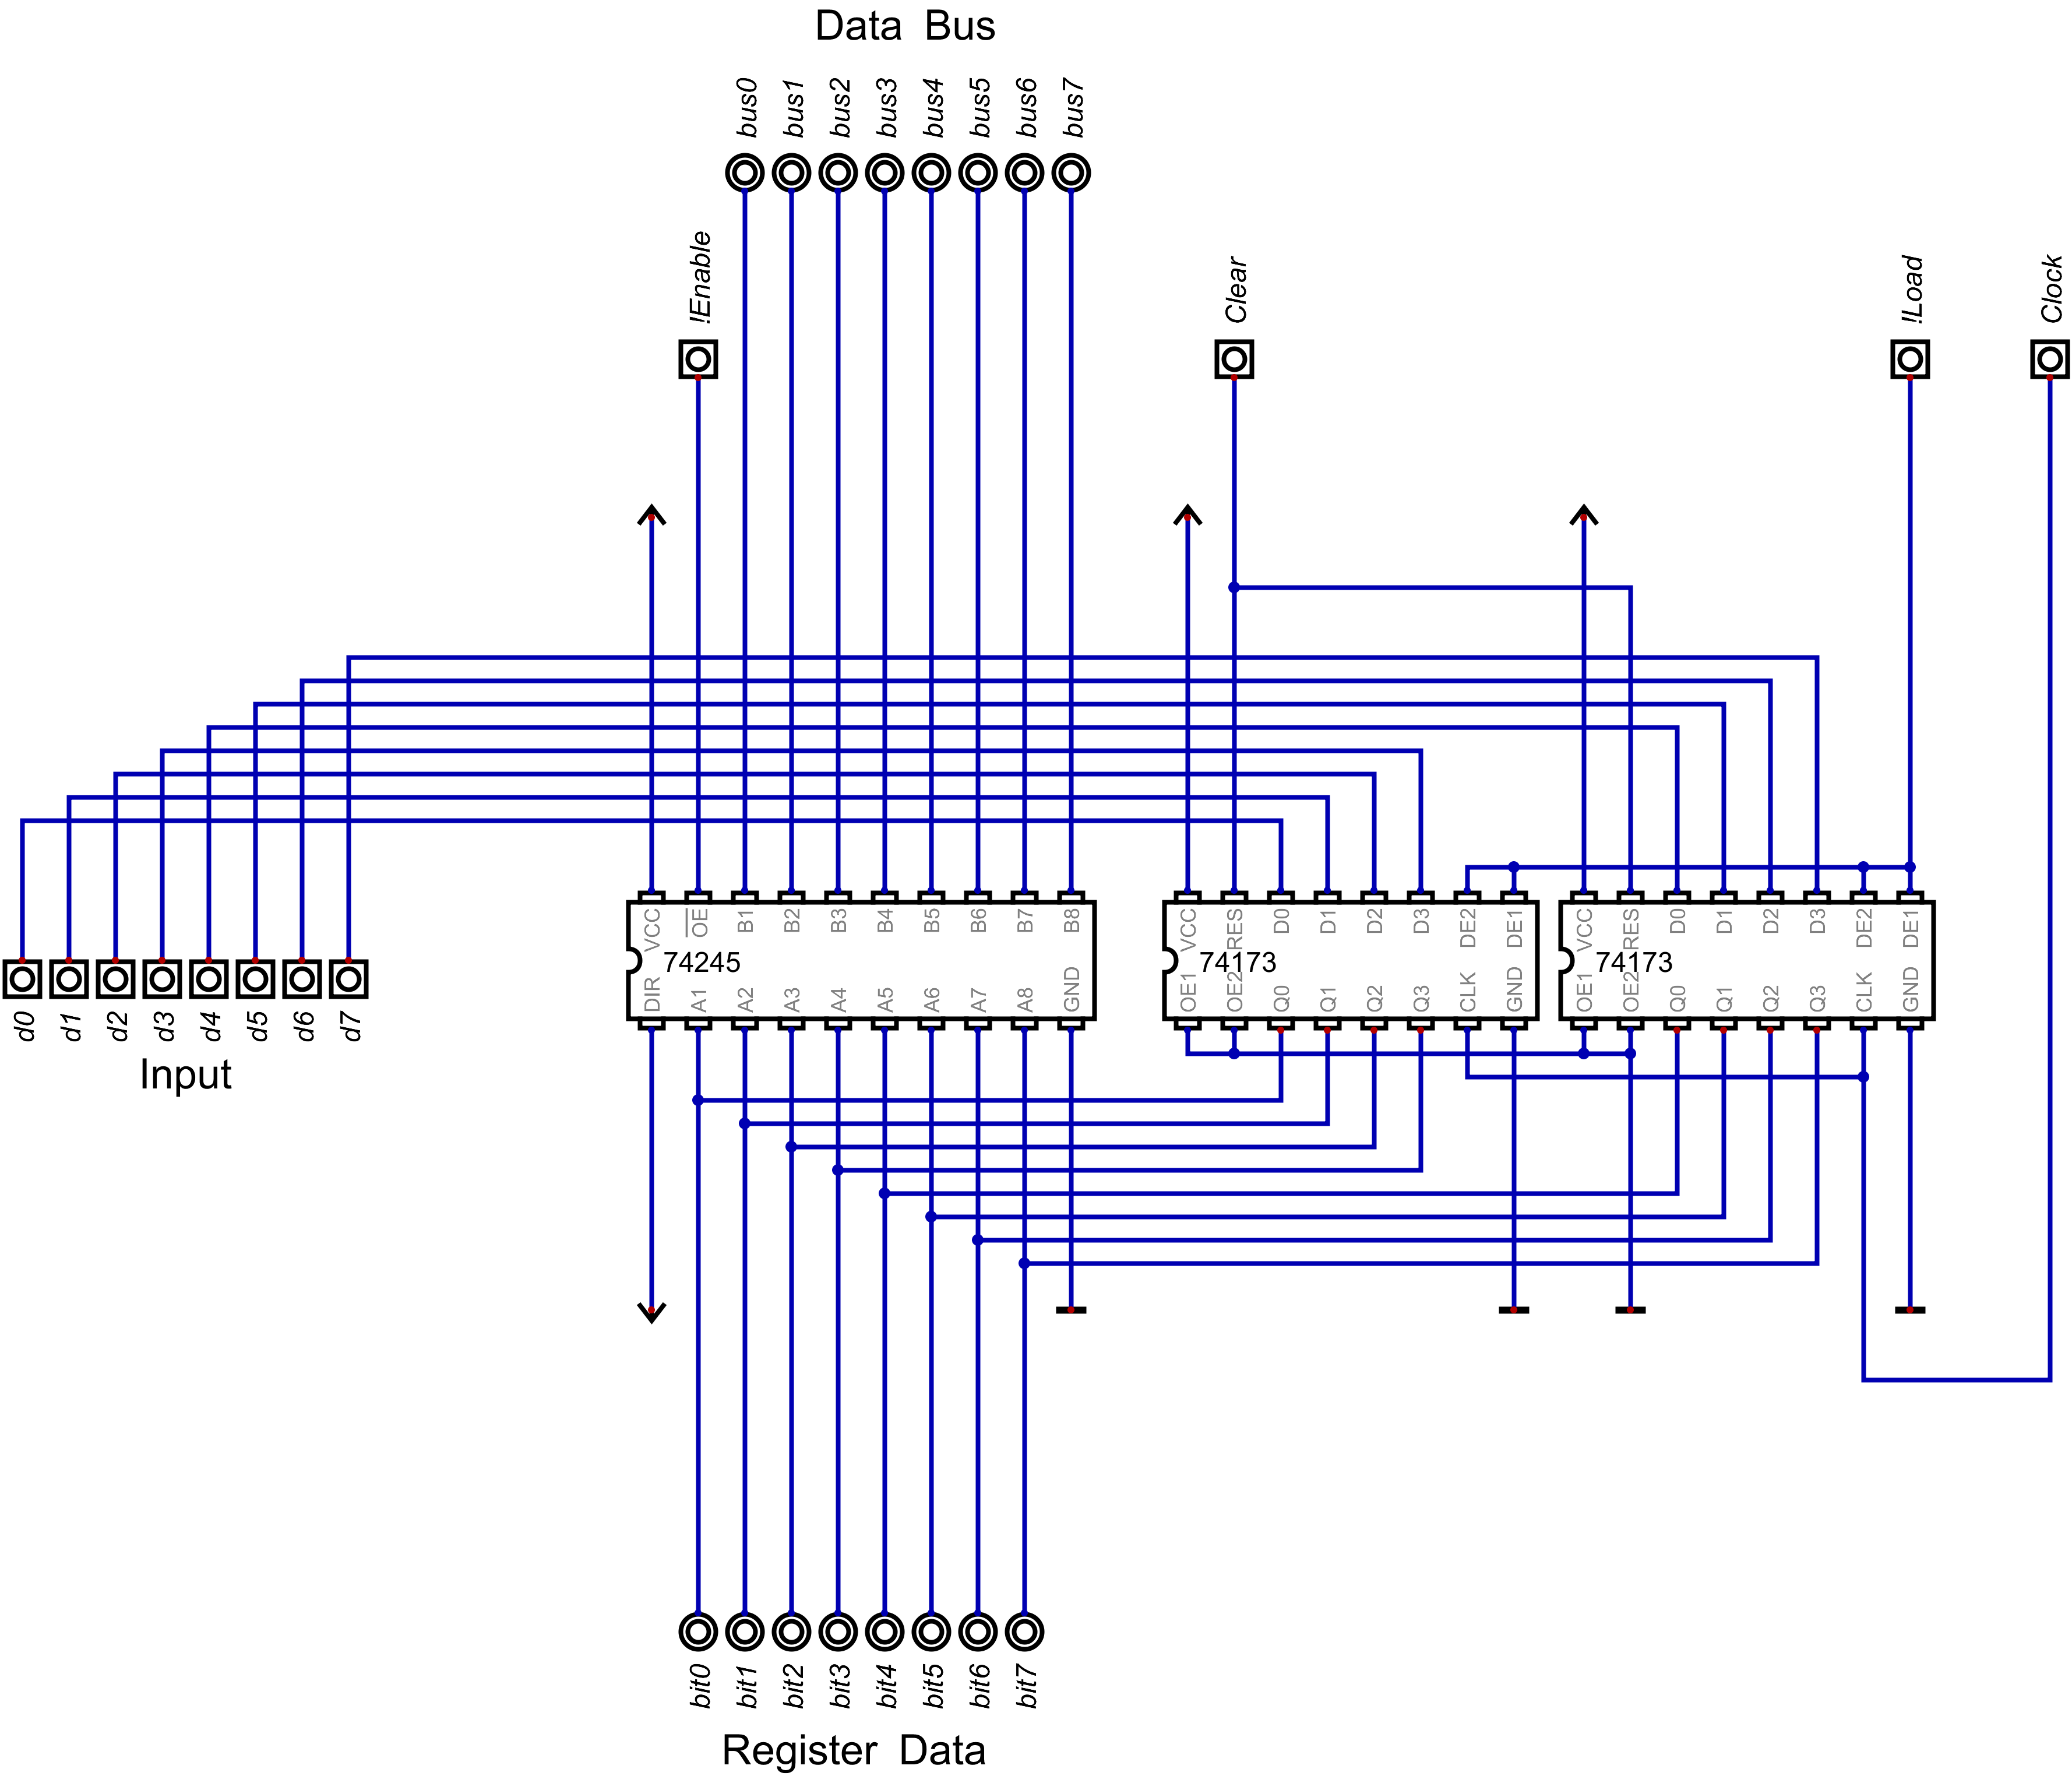 Data Bus
bus0 bus1 bus2 bus3 bus4 bus5 bus6 bus7
!Enable Clear !Load Clock
VCC OE B1 B2 B3 B4 B5 B6 B7 B8
74245
DIR A1 A2 A3 A4 A5 A6 A7 A8 GND
VCC RES D0 D1 D2 D3 DE2 DE1
74173
OE1 OE2 Q0 Q1 Q2 Q3 CLK GND
VCC RES D0 D1 D2 D3 DE2 DE1
74173
OE1 OE2 Q0 Q1 Q2 Q3 CLK GND
d0 d1 d2 d3 d4 d5 d6 d7
Input
bit0 bit1 bit2 bit3 bit4 bit5 bit6 bit7
Register Data